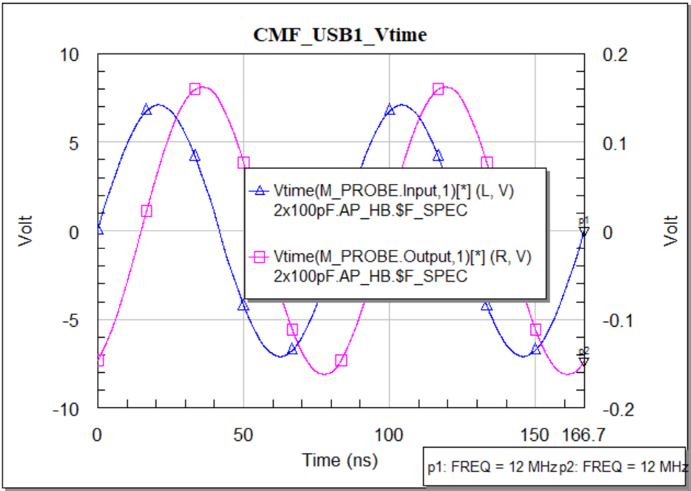 CMF_USB1_Vtime
10
5
0
-5
-10
Volt
0.2
0.1
0
-0.1
-0.2
Volt
Vtime(M_PROBE.Input,1)[*] (L, V)
2x100pF.AP_HB.$F_SPEC
Vtime(M_PROBE.Output,1)[*] (R, V)
2x100pF.AP_HB.$F_SPEC
p1
p2
0
50
100
150
166.7
Time (ns)
p1: FREQ = 12 MHz
p2: FREQ = 12 MHz